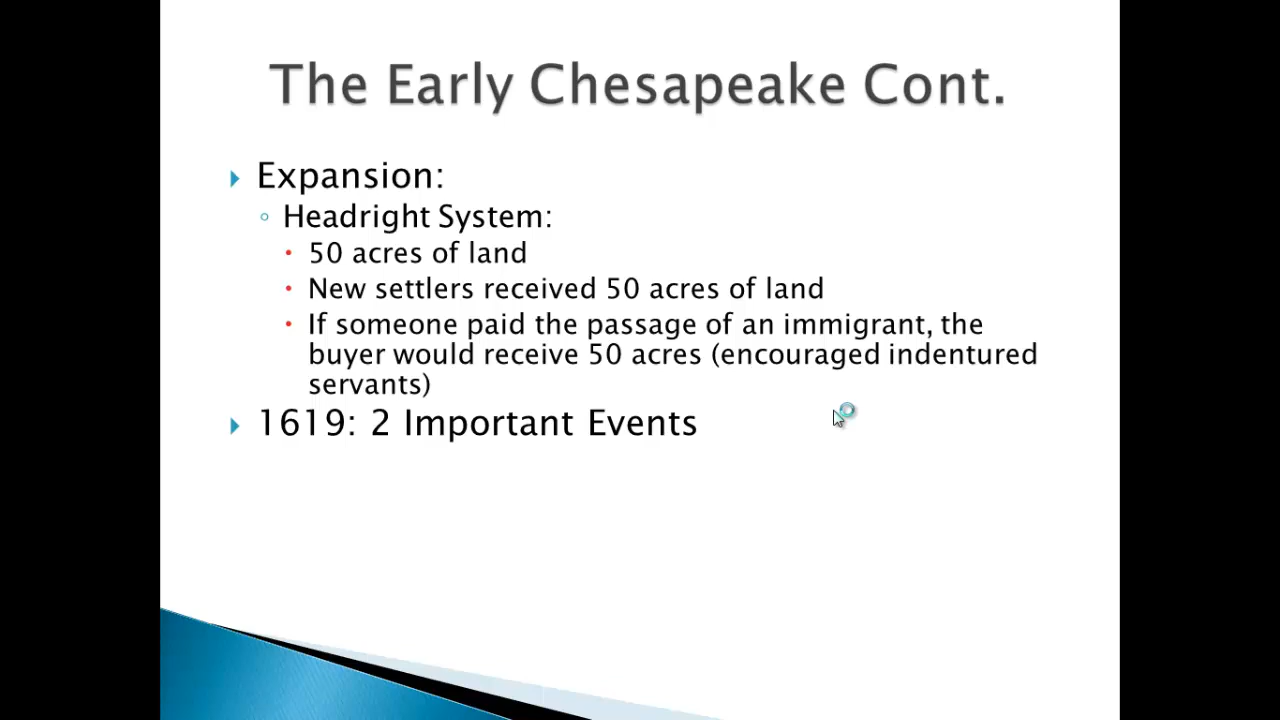 The Early Chesapeake Cont.
Expansion:
Headright System:
50 acres of land
New settlers received 50 acres of land
If someone paid the passage of an immigrant, the
buyer would receive 50 acres (encouraged indentured
servants)
1619: 2 Important Events